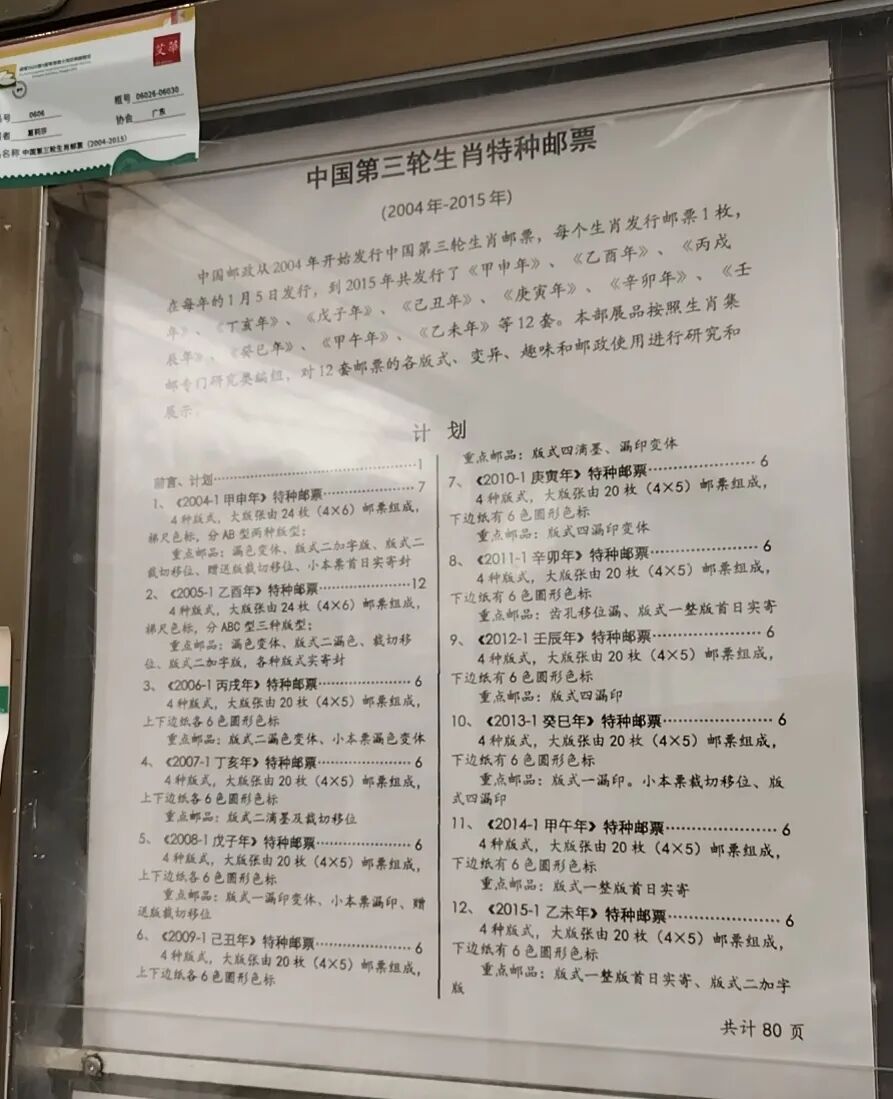 艾华
组号 06026-06030
0606
协会 广东
名称 中国第三轮生肖邮票(2004-2015)
中国第三轮生肖特种邮票
(2004年-2015年)
中国邮政从2004年开始发行中国第三轮生肖邮票,每个生肖发行邮票1枚,
在每年的1月5日发行,到2015年共发行了《甲申年》、《乙酉年》、《丙戌
年》、《丁亥年》、《戊子年》、《己丑年》、《庚寅年》、《辛卯年》、《壬
辰年》、《癸巳年》、《甲午年》、《乙未年》等12套。本部展品按照生肖集
邮专门研究类编组,对12套邮票的各版式、变异、趣味和邮政使用进行研究和
展示。
计 划
前言、计划……………………………1
1、《2004-1甲申年》特种邮票……………7
4种版式,大版张由24枚(4×6)邮票组成,
梯尺色标,分AB型两种版型;
重点邮品:漏色变体、版式二加字版、版式二
裁切移位、赠送版裁切移位、小本票首日实寄封
2、《2005-1乙酉年》特种邮票……………12
4种版式,大版张由24枚(4×6)邮票组成,
梯尺色标,分ABC型三种版型;
重点邮品:漏色变体、版式二漏色、裁切移
位、版式二加字版,各种版式实寄封
3、《2006-1丙戌年》特种邮票……………6
4种版式,大版张由20枚(4×5)邮票组成,
上下边纸各6色圆形色标
重点邮品:版式二漏色变体、小本票漏色变体
4、《2007-1丁亥年》特种邮票……………6
4种版式,大版张由20枚(4×5)邮票组成,
上下边纸各6色圆形色标
重点邮品:版式二滴墨及裁切移位
5、《2008-1戊子年》特种邮票……………6
4种版式,大版张由20枚(4×5)邮票组成,
上下边纸各6色圆形色标
重点邮品:版式一漏印变体、小本票漏印、赠
送版裁切移位
6、《2009-1己丑年》特种邮票……………6
4种版式,大版张由20枚(4×5)邮票组成,
上下边纸各6色圆形色标
重点邮品:版式四滴墨、漏印变体
7、《2010-1庚寅年》特种邮票……………6
4种版式,大版张由20枚(4×5)邮票组成,
下边纸有6色圆形色标
重点邮品:版式四漏印变体
8、《2011-1辛卯年》特种邮票……………6
4种版式,大版张由20枚(4×5)邮票组成,
下边纸有6色圆形色标
重点邮品:齿孔移位漏、版式一整版首日实寄
9、《2012-1壬辰年》特种邮票……………6
4种版式,大版张由20枚(4×5)邮票组成,
下边纸有6色圆形色标
重点邮品:版式四漏印
10、《2013-1癸巳年》特种邮票……………6
4种版式,大版张由20枚(4×5)邮票组成,
下边纸有6色圆形色标
重点邮品:版式一漏印。小本票裁切移位、版
式四漏印
11、《2014-1甲午年》特种邮票……………6
4种版式,大版张由20枚(4×5)邮票组成,
下边纸有6色圆形色标
重点邮品:版式一整版首日实寄
12、《2015-1乙未年》特种邮票……………6
4种版式,大版张由20枚(4×5)邮票组成,
下边纸有6色圆形色标
重点邮品:版式一整版首日实寄、版式二加字
版
共计80页